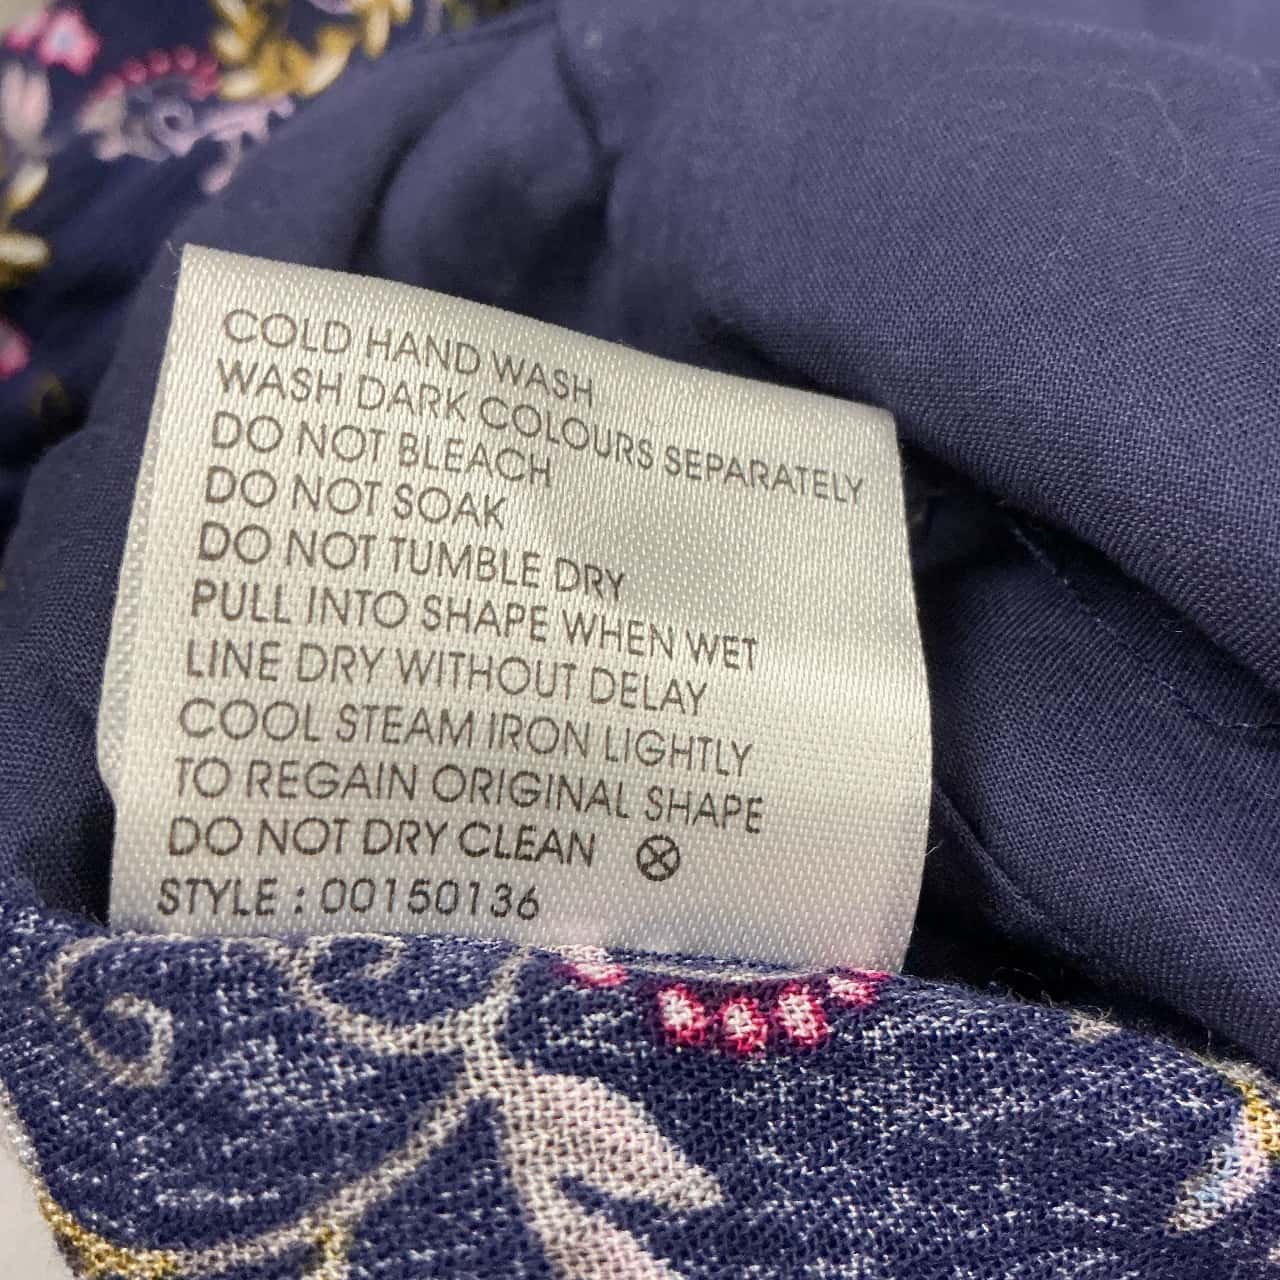 COLD HAND WASH
WASH DARK COLOURS SEPARATELY
DO NOT BLEACH
DO NOT SOAK
DO NOT TUMBLE DRY
PULL INTO SHAPE WHEN WET
LINE DRY WITHOUT DELAY
COOL STEAM IRON LIGHTLY
TO REGAIN ORIGINAL SHAPE
DO NOT DRY CLEAN
STYLE : 00150136